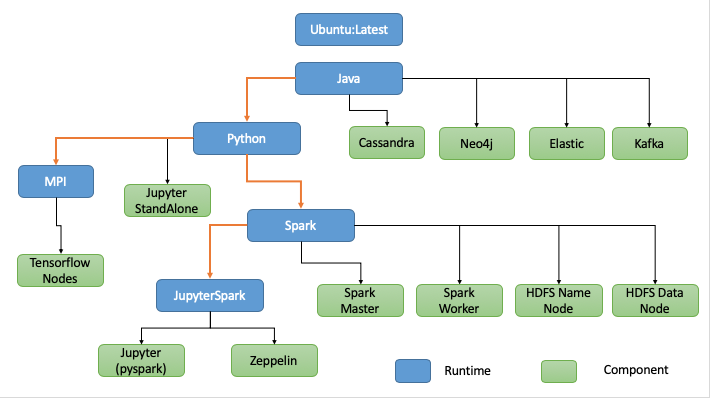 Ubuntu:Latest
Java
Python
Cassandra
Neo4j
Elastic
Kafka
MPI
Jupyter
StandAlone
Spark
Tensorflow
Nodes
JupyterSpark
Spark
Master
Spark
Worker
HDFS Name
Node
HDFS Data
Node
Jupyter
(pyspark)
Zeppelin
Runtime
Component